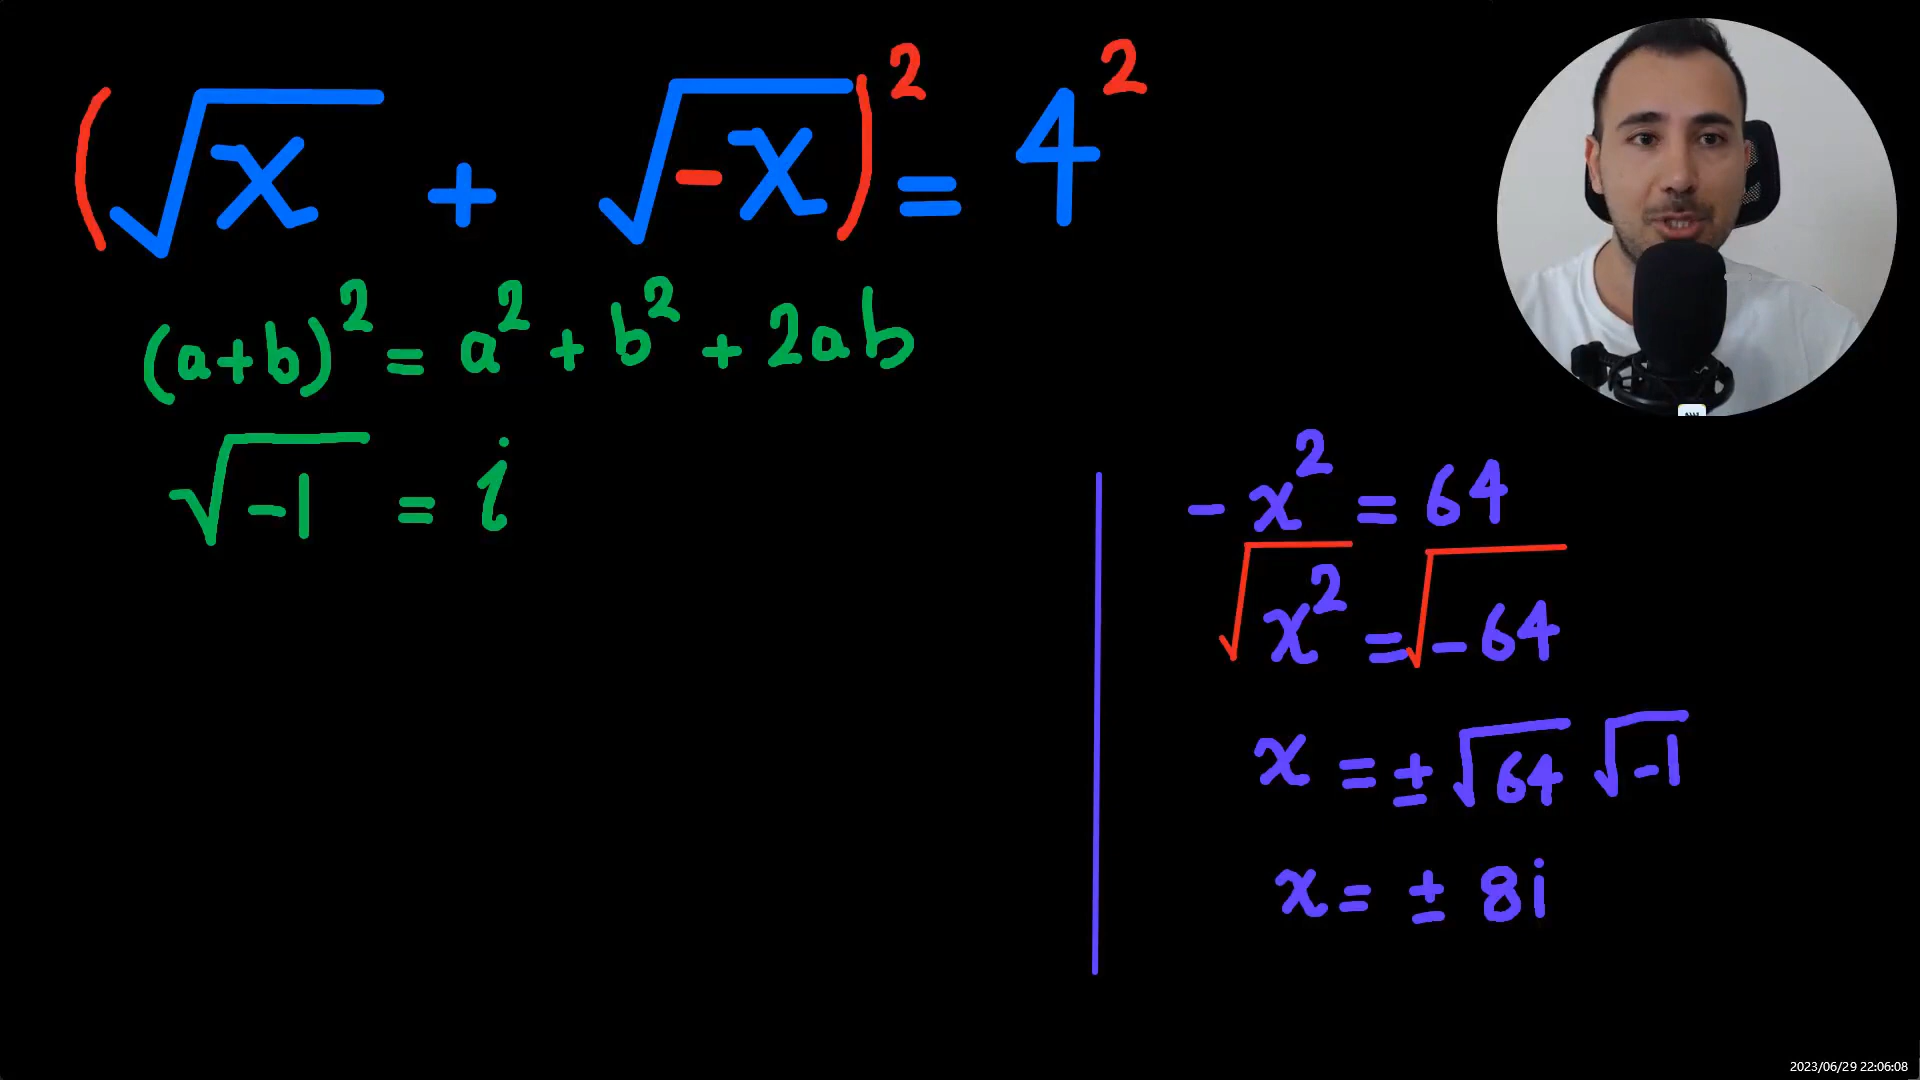 (√x + √-x)² = 4²
(a+b)² = a² + b² + 2ab
√-1 = i
-x² = 64
√x² = √-64
x = ± √64 √-1
x = ± 8i
2023/06/29 22:06:08